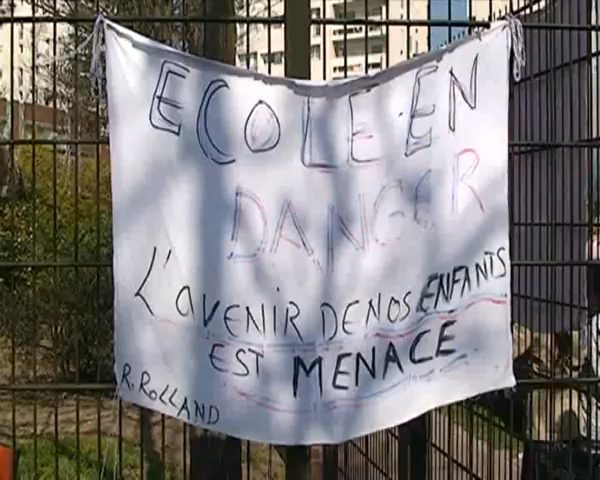 ECOLE EN
DANGER
L'aVENiR DE NOS ENFANTS
EST MENACE
R. ROLLAND